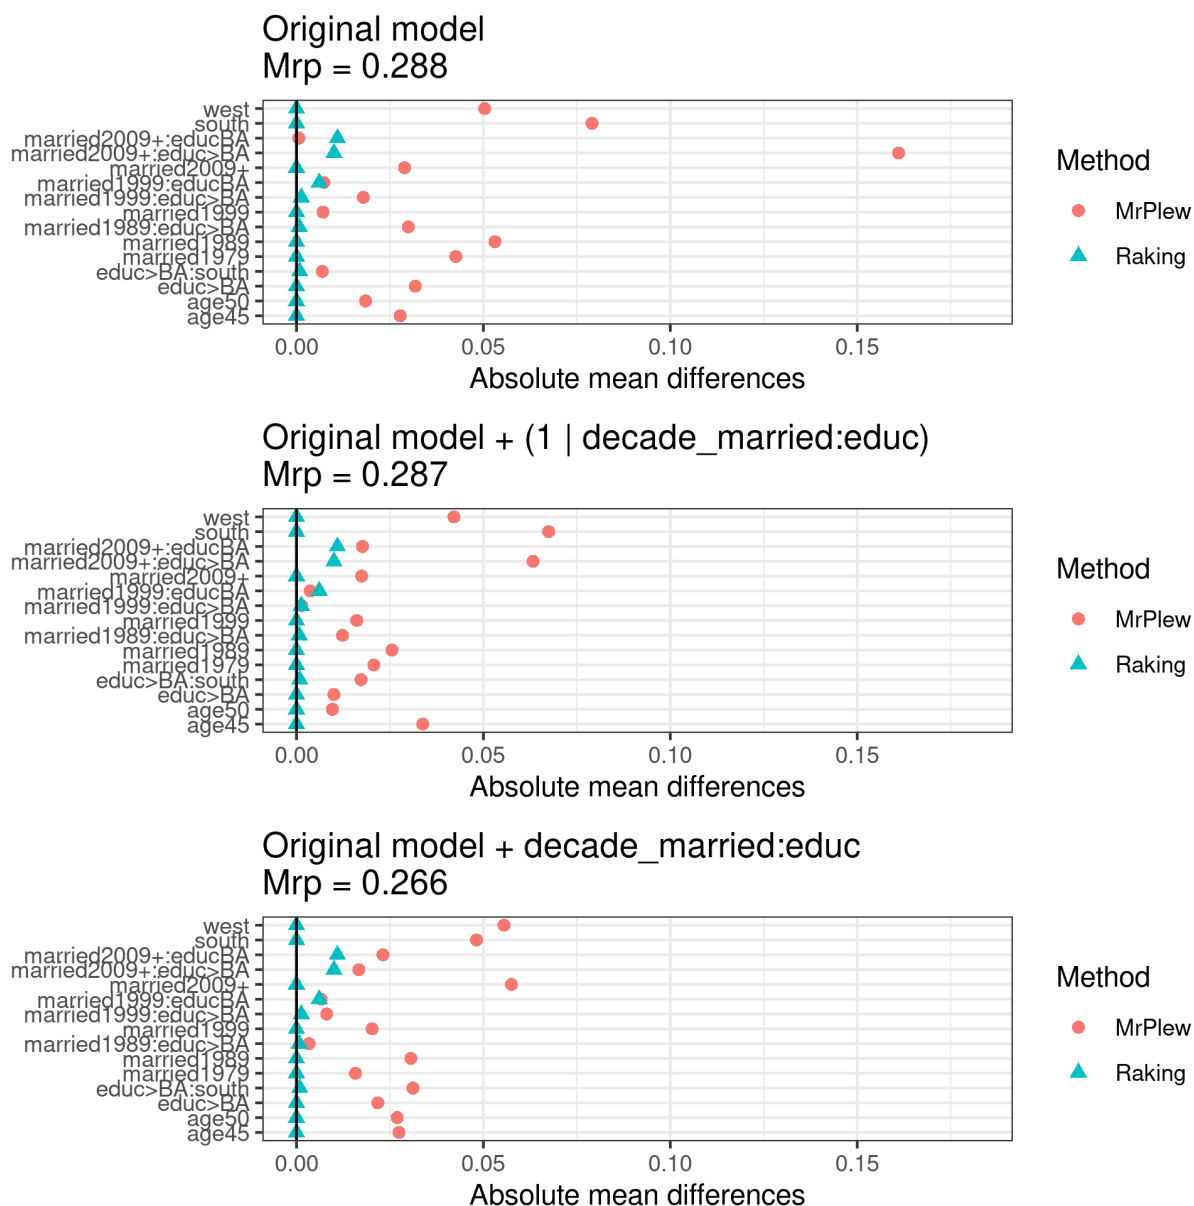 Original model
Mrp = 0.288
west
south
married2009+:educBA
married2009+:educ>BA
married2009+
married1999:educBA
married1999:educ>BA
married1999
married1989:educ>BA
married1989
married1979
educ>BA:south
educ>BA
age50
age45
0.00 0.05 0.10 0.15
Absolute mean differences
Method
MrPlew
Raking
Original model + (1 | decade_married:educ)
Mrp = 0.287
west
south
married2009+:educBA
married2009+:educ>BA
married2009+
married1999:educBA
married1999:educ>BA
married1999
married1989:educ>BA
married1989
married1979
educ>BA:south
educ>BA
age50
age45
0.00 0.05 0.10 0.15
Absolute mean differences
Method
MrPlew
Raking
Original model + decade_married:educ
Mrp = 0.266
west
south
married2009+:educBA
married2009+:educ>BA
married2009+
married1999:educBA
married1999:educ>BA
married1999
married1989:educ>BA
married1989
married1979
educ>BA:south
educ>BA
age50
age45
0.00 0.05 0.10 0.15
Absolute mean differences
Method
MrPlew
Raking